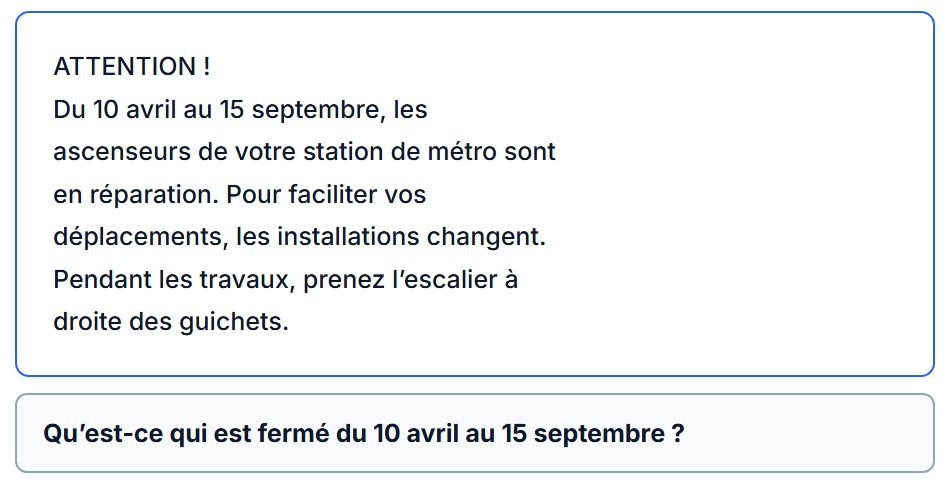 ATTENTION !
Du 10 avril au 15 septembre, les
ascenseurs de votre station de métro sont
en réparation. Pour faciliter vos
déplacements, les installations changent.
Pendant les travaux, prenez l’escalier à
droite des guichets.
Qu’est-ce qui est fermé du 10 avril au 15 septembre ?